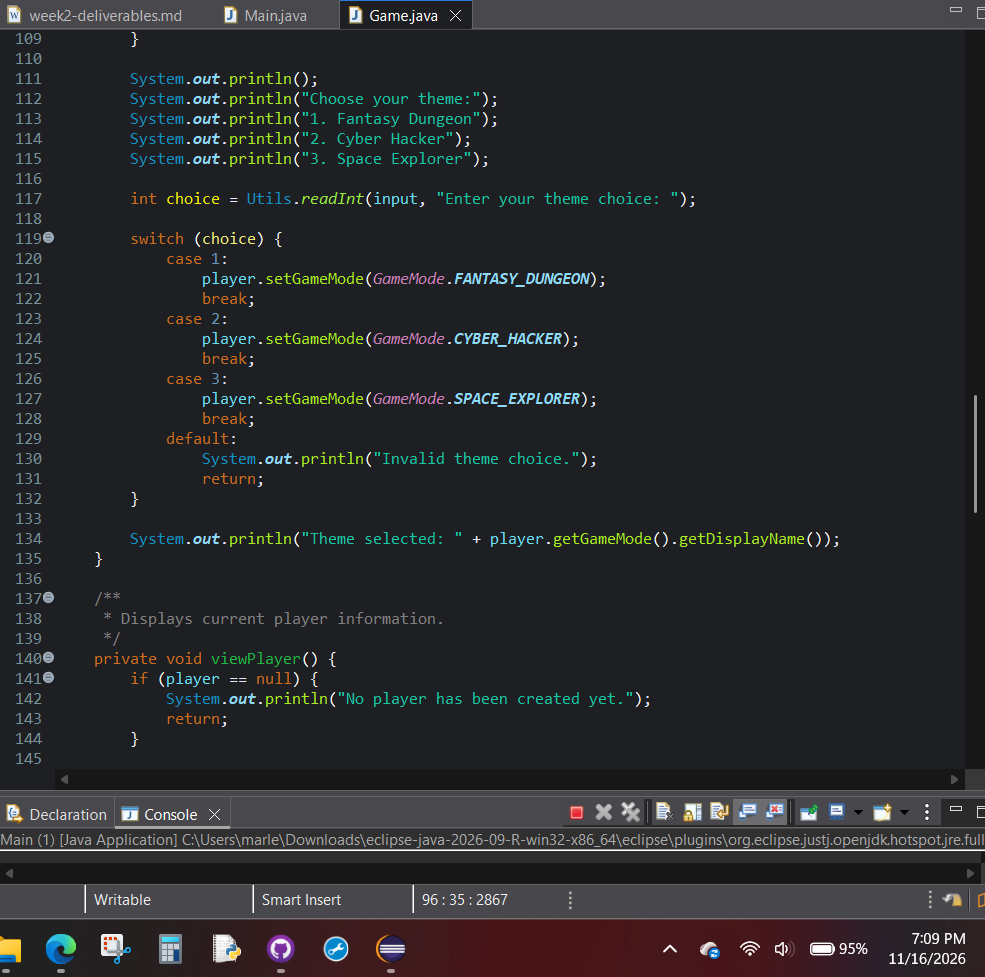 week2-deliverables.md Main.java Game.java
109 }
110
111 System.out.println();
112 System.out.println("Choose your theme:");
113 System.out.println("1. Fantasy Dungeon");
114 System.out.println("2. Cyber Hacker");
115 System.out.println("3. Space Explorer");
116
117 int choice = Utils.readInt(input, "Enter your theme choice: ");
118
119 switch (choice) {
120 case 1:
121 player.setGameMode(GameMode.FANTASY_DUNGEON);
122 break;
123 case 2:
124 player.setGameMode(GameMode.CYBER_HACKER);
125 break;
126 case 3:
127 player.setGameMode(GameMode.SPACE_EXPLORER);
128 break;
129 default:
130 System.out.println("Invalid theme choice.");
131 return;
132 }
133
134 System.out.println("Theme selected: " + player.getGameMode().getDisplayName());
135 }
136
137 /**
138 * Displays current player information.
139 */
140 private void viewPlayer() {
141 if (player == null) {
142 System.out.println("No player has been created yet.");
143 return;
144 }
145
Declaration Console
Main (1) [Java Application] C:\Users\marle\Downloads\eclipse-java-2026-09-R-win32-x86_64\eclipse\plugins\org.eclipse.justj.openjdk.hotspot.jre.full
Writable Smart Insert 96 : 35 : 2867
95% 7:09 PM
11/16/2026